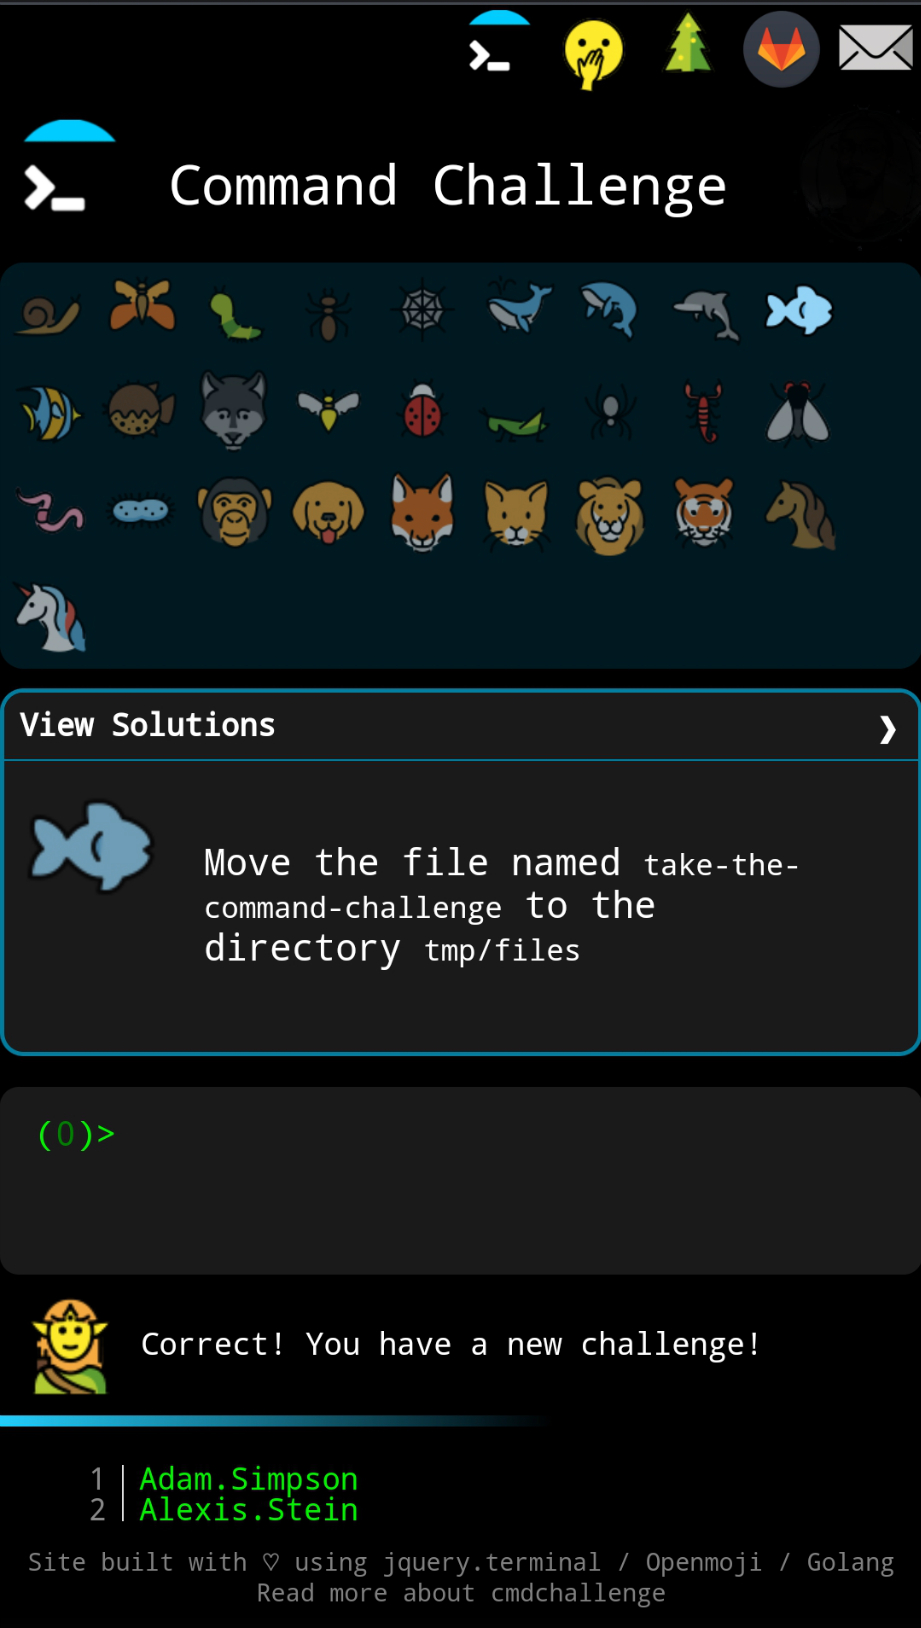 Command Challenge
View Solutions ❯
Move the file named take-the-
command-challenge to the
directory tmp/files
(0)>
Correct! You have a new challenge!
1 Adam.Simpson
2 Alexis.Stein
Site built with ♡ using jquery.terminal / Openmoji / Golang
Read more about cmdchallenge